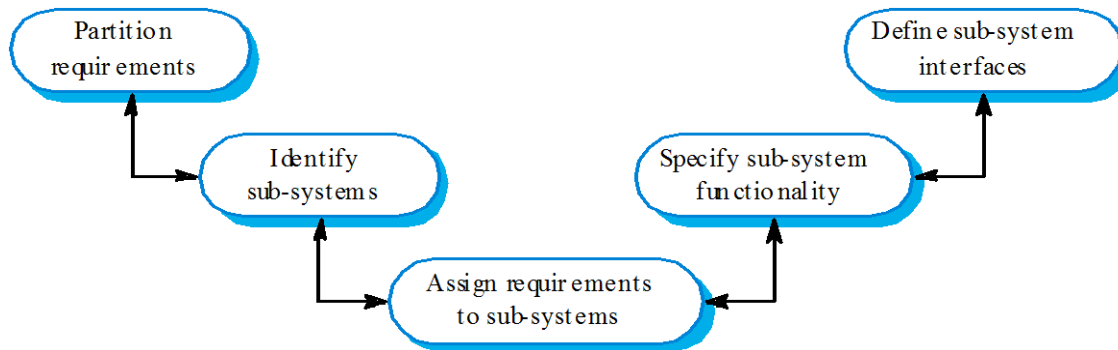 Partition
requirements
Define sub-system
interfaces
Identify
sub-systems
Specify sub-system
functionality
Assign requirements
to sub-systems